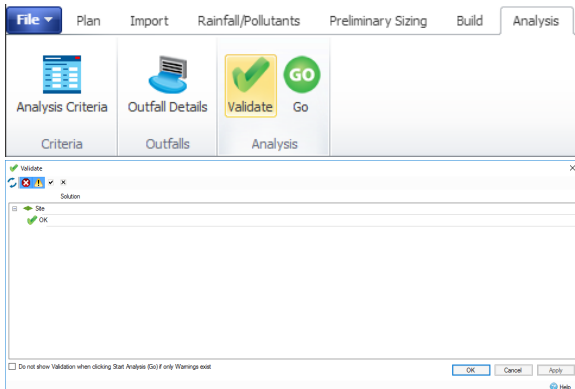 File Plan Import Rainfall/Pollutants Preliminary Sizing Build Analysis
GO
Analysis Criteria Outfall Details Validate Go
Criteria Outfalls Analysis
Validate
Solution
Site
OK
Do not show Validation when clicking Start Analysis (Go) if only Warnings exist
OK Cancel Apply
Help